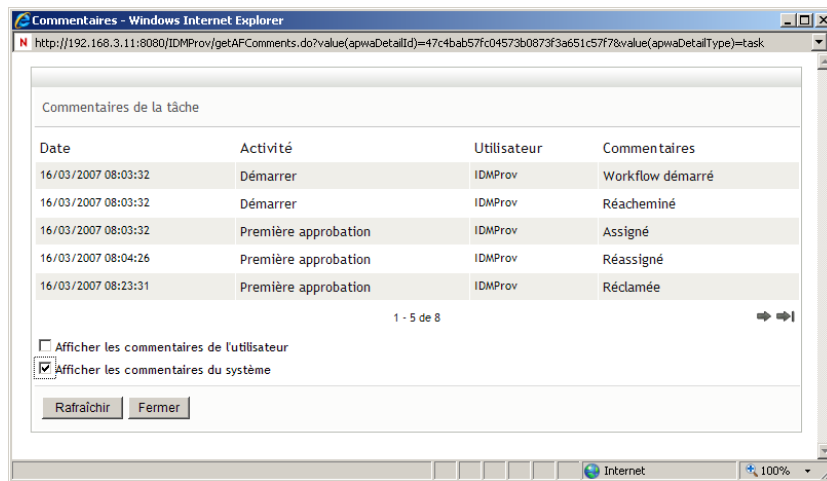 Commentaires - Windows Internet Explorer
N http://192.168.3.11:8080/IDMProv/getAFComments.do?value(apwaDetailId)=47c4bab57fc04573b0873f3a651c57f7&value(apwaDetailType)=task
Commentaires de la tâche
Date Activité Utilisateur Commentaires
16/03/2007 08:03:32 Démarrer IDMProv Workflow démarré
16/03/2007 08:03:32 Démarrer IDMProv Réacheminé
16/03/2007 08:03:32 Première approbation IDMProv Assigné
16/03/2007 08:04:26 Première approbation IDMProv Réassigné
16/03/2007 08:23:31 Première approbation IDMProv Réclamée
1 - 5 de 8
Afficher les commentaires de l'utilisateur
Afficher les commentaires du système
Rafraîchir Fermer
Internet 100%